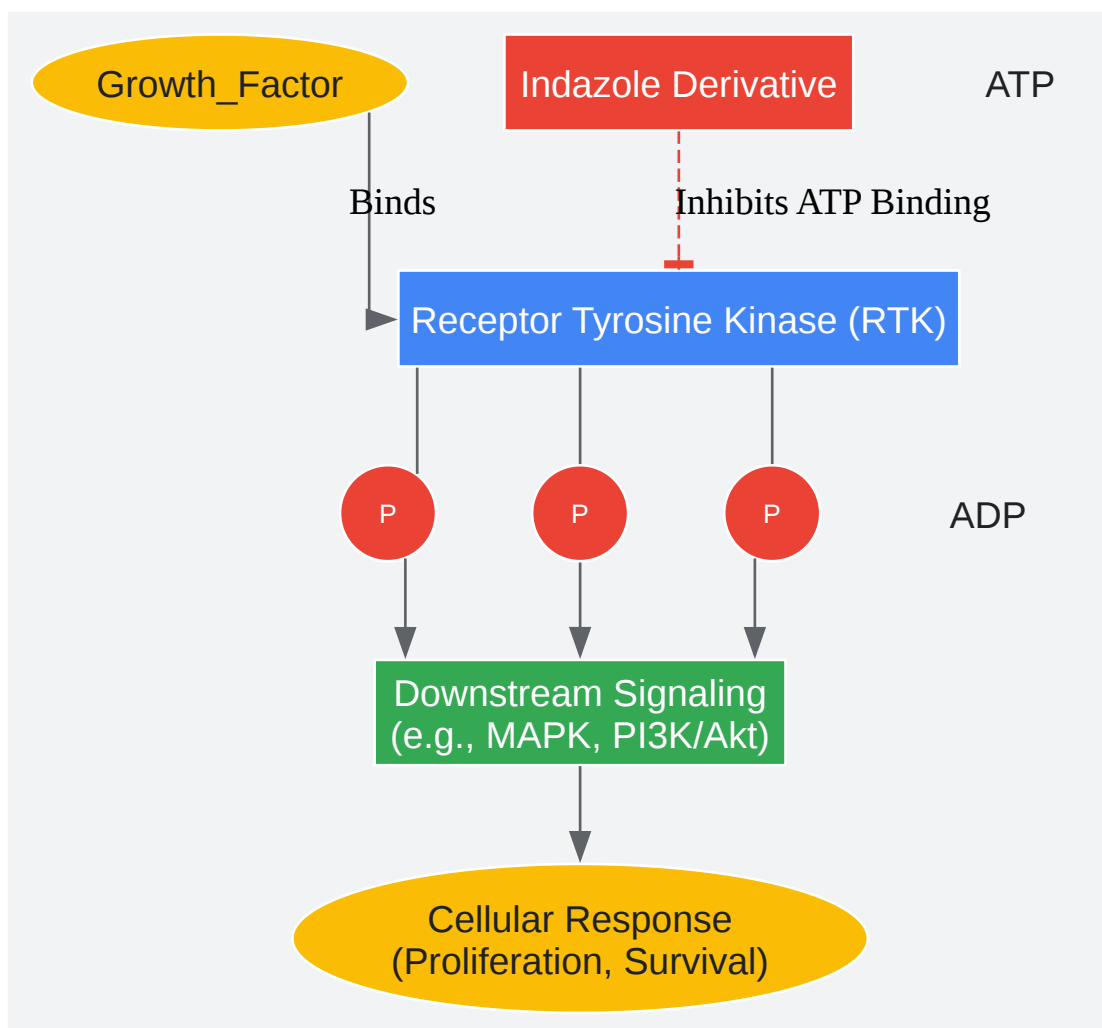 Growth_Factor
Indazole Derivative
ATP
Binds
Inhibits ATP Binding
Receptor Tyrosine Kinase (RTK)
P
P
P
ADP
Downstream Signaling
(e.g., MAPK, PI3K/Akt)
Cellular Response
(Proliferation, Survival)